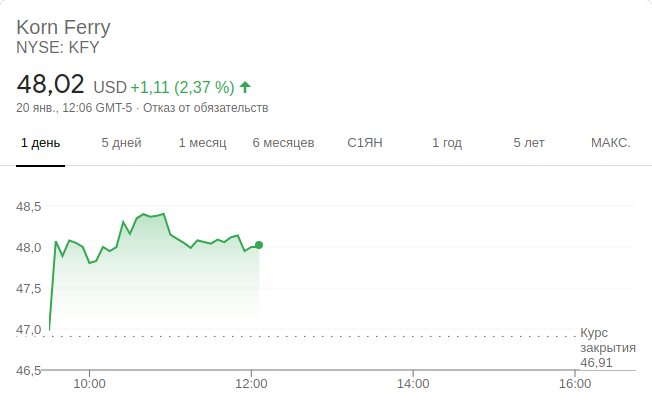 Korn Ferry
NYSE: KFY
48,02 USD +1,11 (2,37 %)
20 янв., 12:06 GMT-5 · Отказ от обязательств
1 день 5 дней 1 месяц 6 месяцев С1ЯН 1 год 5 лет МАКС.
48,5
48,0
47,5
47,0
Курс
закрытия
46,91
46,5
10:00 12:00 14:00 16:00